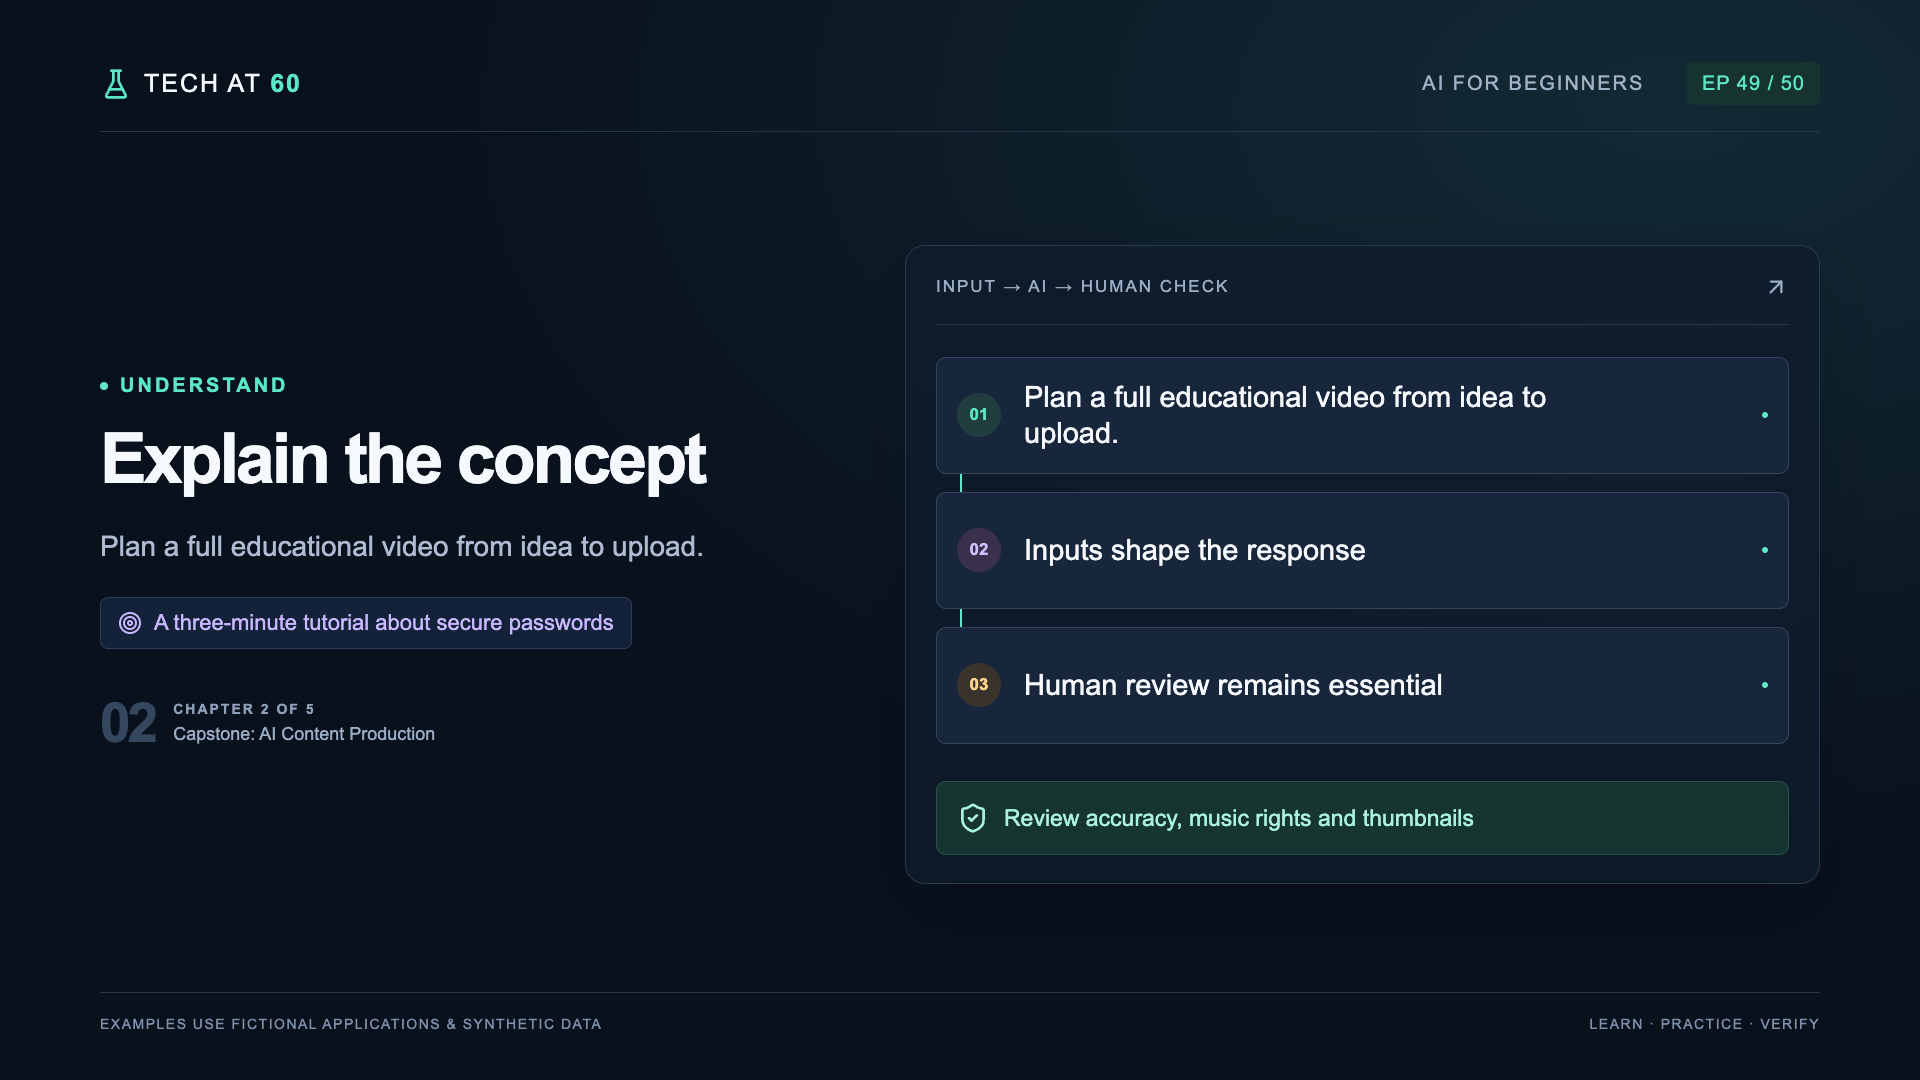 TECH AT 60
AI FOR BEGINNERS
EP 49 / 50
UNDERSTAND
Explain the concept
Plan a full educational video from idea to upload.
A three-minute tutorial about secure passwords
02
CHAPTER 2 OF 5
Capstone: AI Content Production
INPUT → AI → HUMAN CHECK
01
Plan a full educational video from idea to
upload.
02
Inputs shape the response
03
Human review remains essential
Review accuracy, music rights and thumbnails
EXAMPLES USE FICTIONAL APPLICATIONS & SYNTHETIC DATA
LEARN · PRACTICE · VERIFY